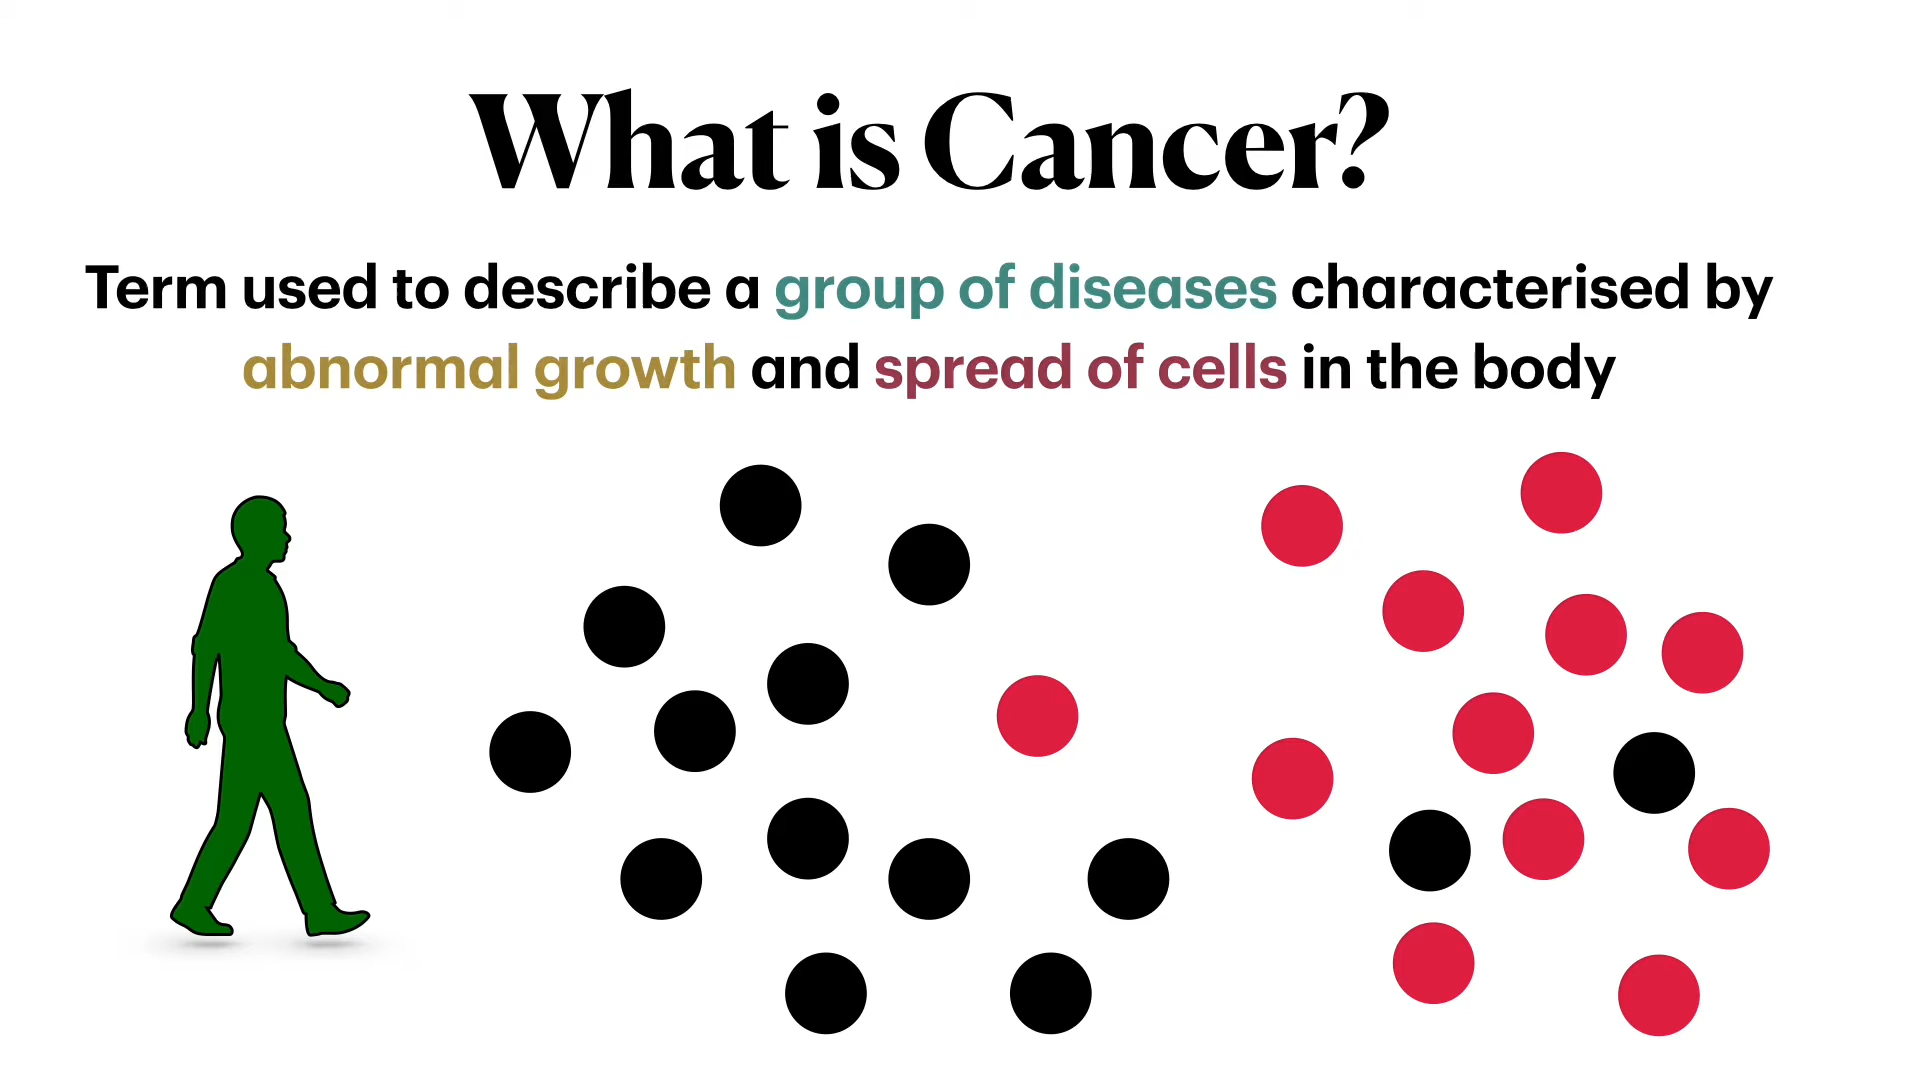 What is Cancer?
Term used to describe a group of diseases characterised by
abnormal growth and spread of cells in the body